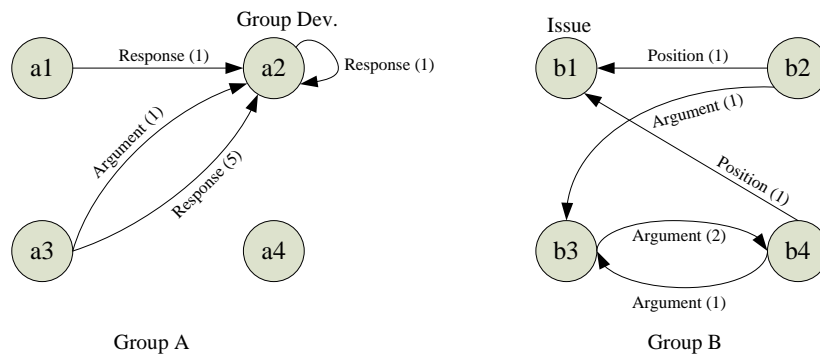 Group Dev.
a1
Response (1)
a2
Response (1)
Argument (1)
Response (5)
a3
a4
Group A
Issue
b1
Position (1)
b2
Argument (1)
Position (1)
b3
Argument (2)
b4
Argument (1)
Group B